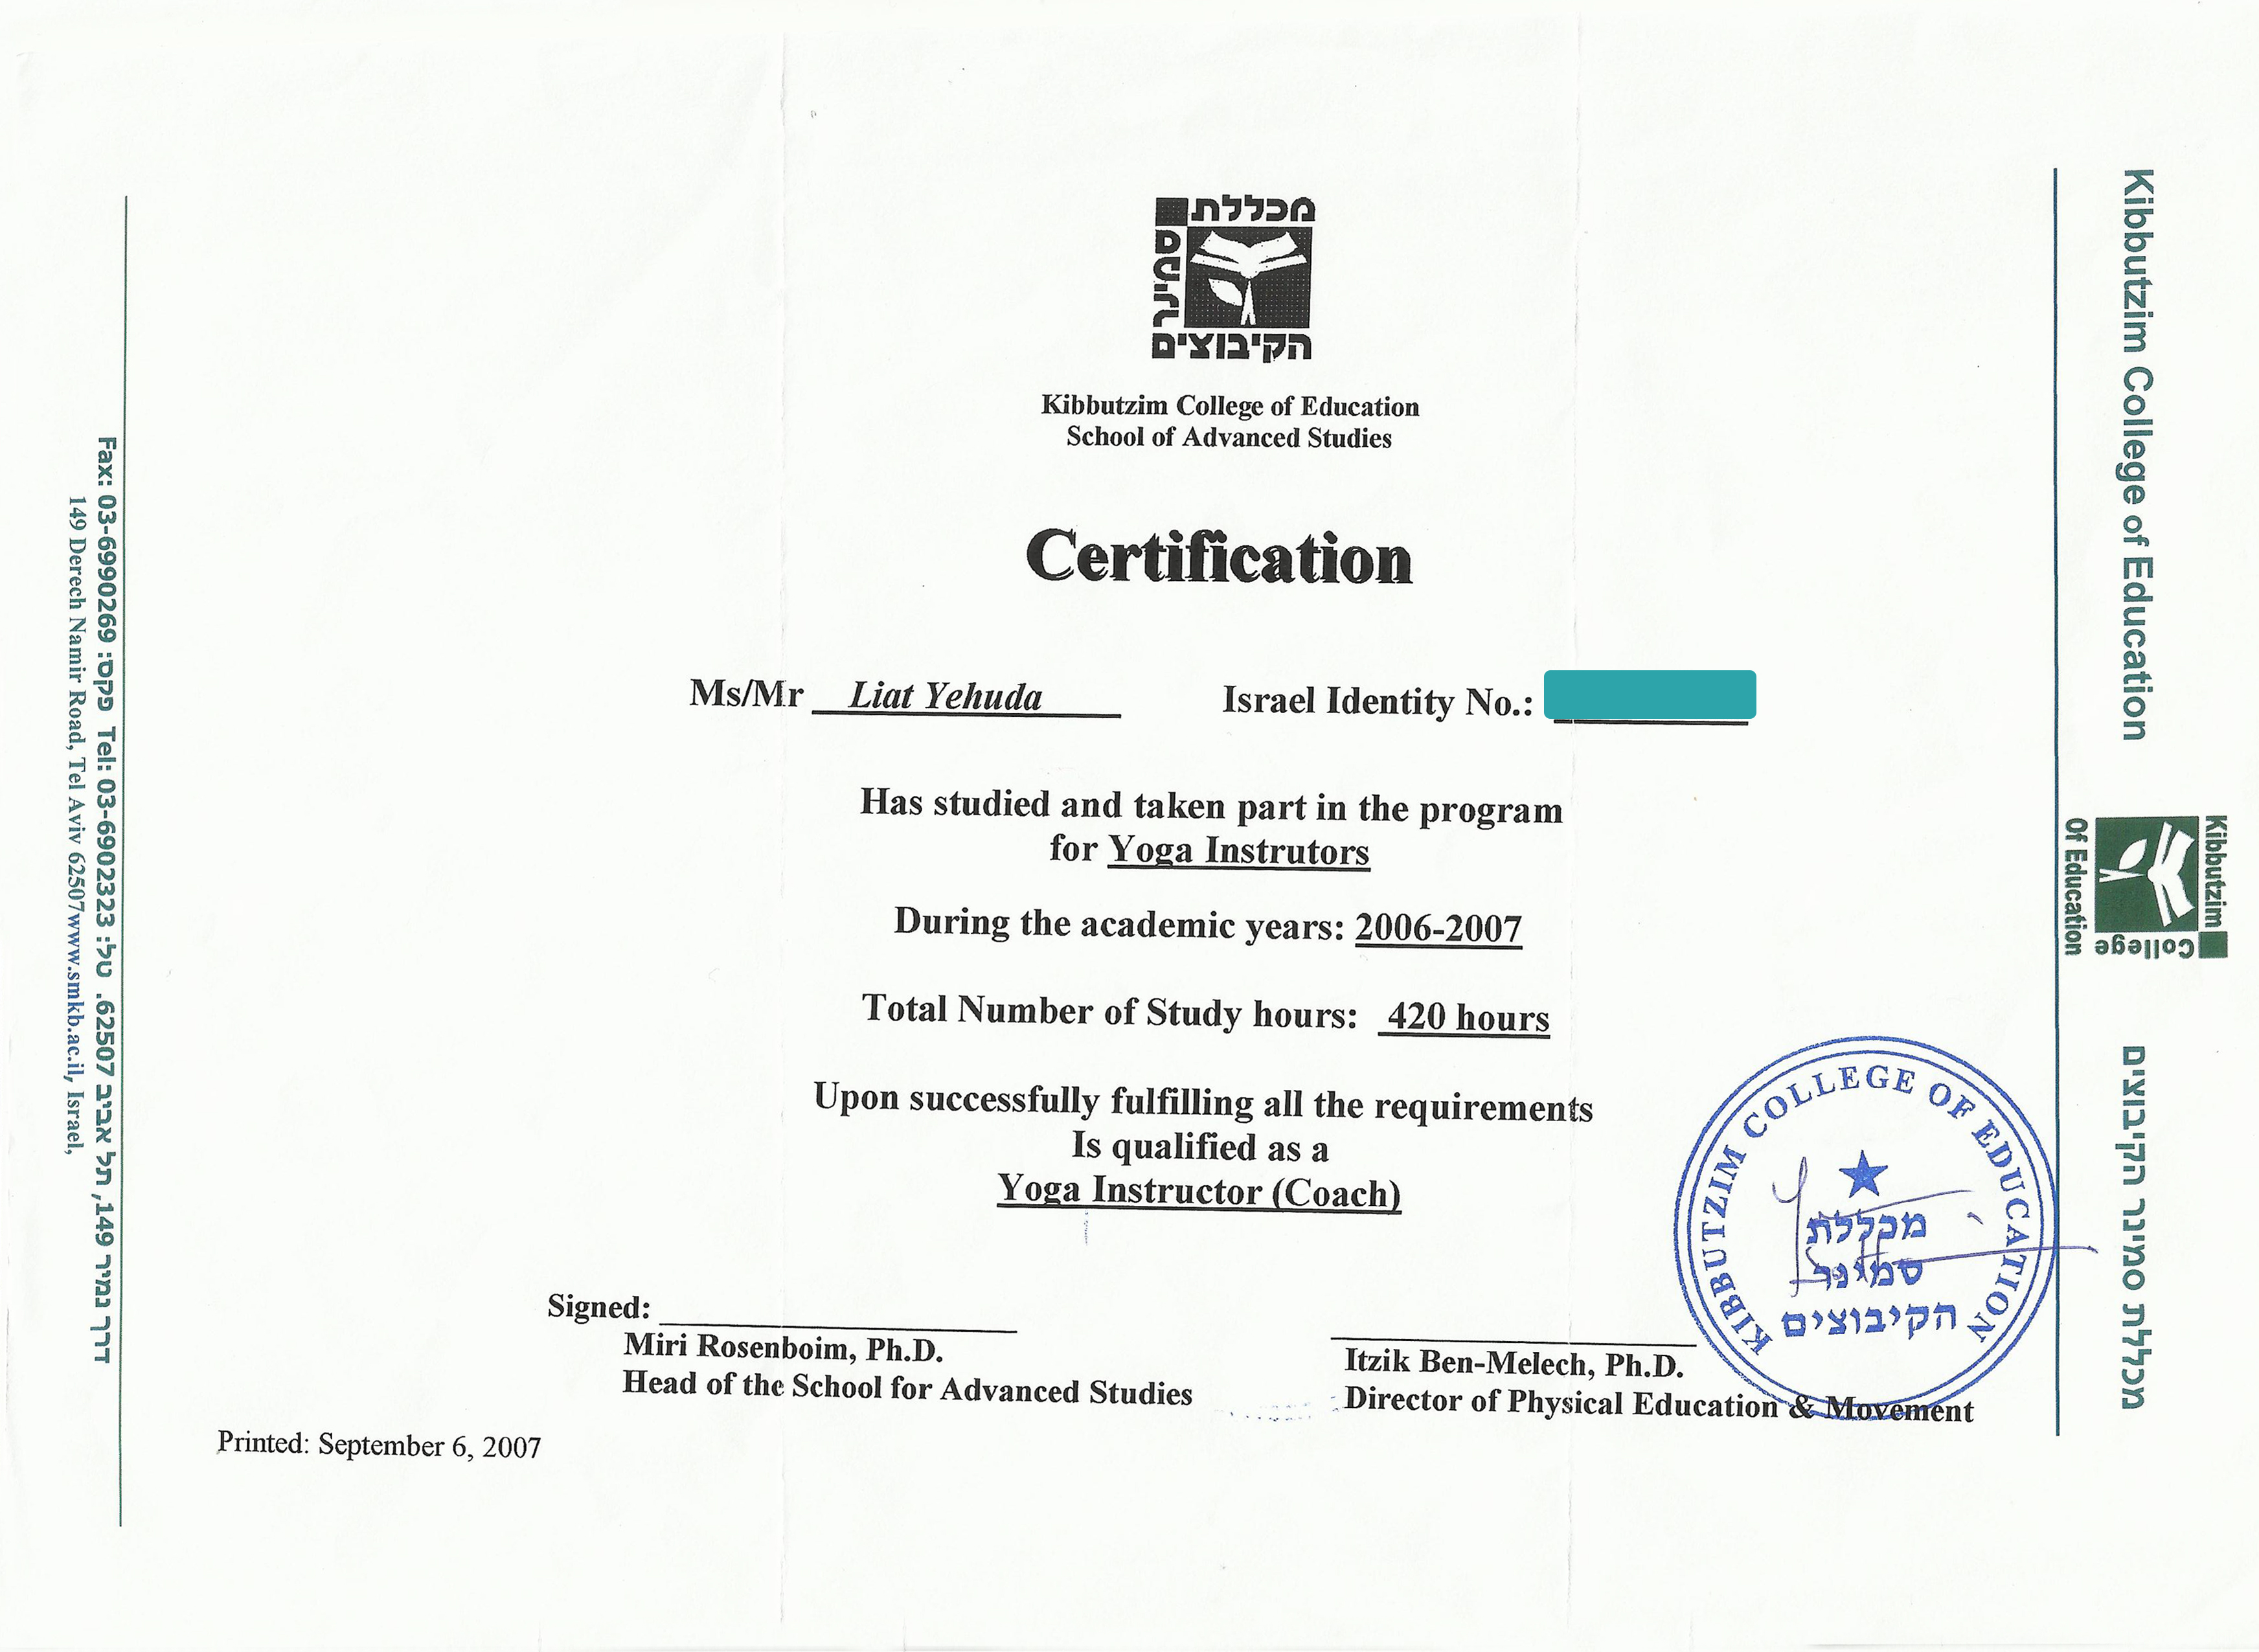 מכללת
סמינר
הקיבוצים
Kibbutzim College of Education
School of Advanced Studies
Certification
Ms/Mr Liat Yehuda Israel Identity No.:
Has studied and taken part in the program
for Yoga Instrutors
During the academic years: 2006-2007
Total Number of Study hours: 420 hours
Upon successfully fulfilling all the requirements
Is qualified as a
Yoga Instructor (Coach)
Signed:
Miri Rosenboim, Ph.D.
Head of the School for Advanced Studies
Itzik Ben-Melech, Ph.D.
Director of Physical Education & Movement
Printed: September 6, 2007
KIBBUTZIM COLLEGE OF EDUCATION
מכללת
סמינר
הקיבוצים
Kibbutzim College of Education
Kibbutzim
College
Of Education
מכללת סמינר הקיבוצים
דרך נמיר 149, תל אביב 62507. טל: Tel: 03-6902323 פקס: Fax: 03-6990269
149 Derech Namir Road, Tel Aviv 62507www.smkb.ac.il, Israel,